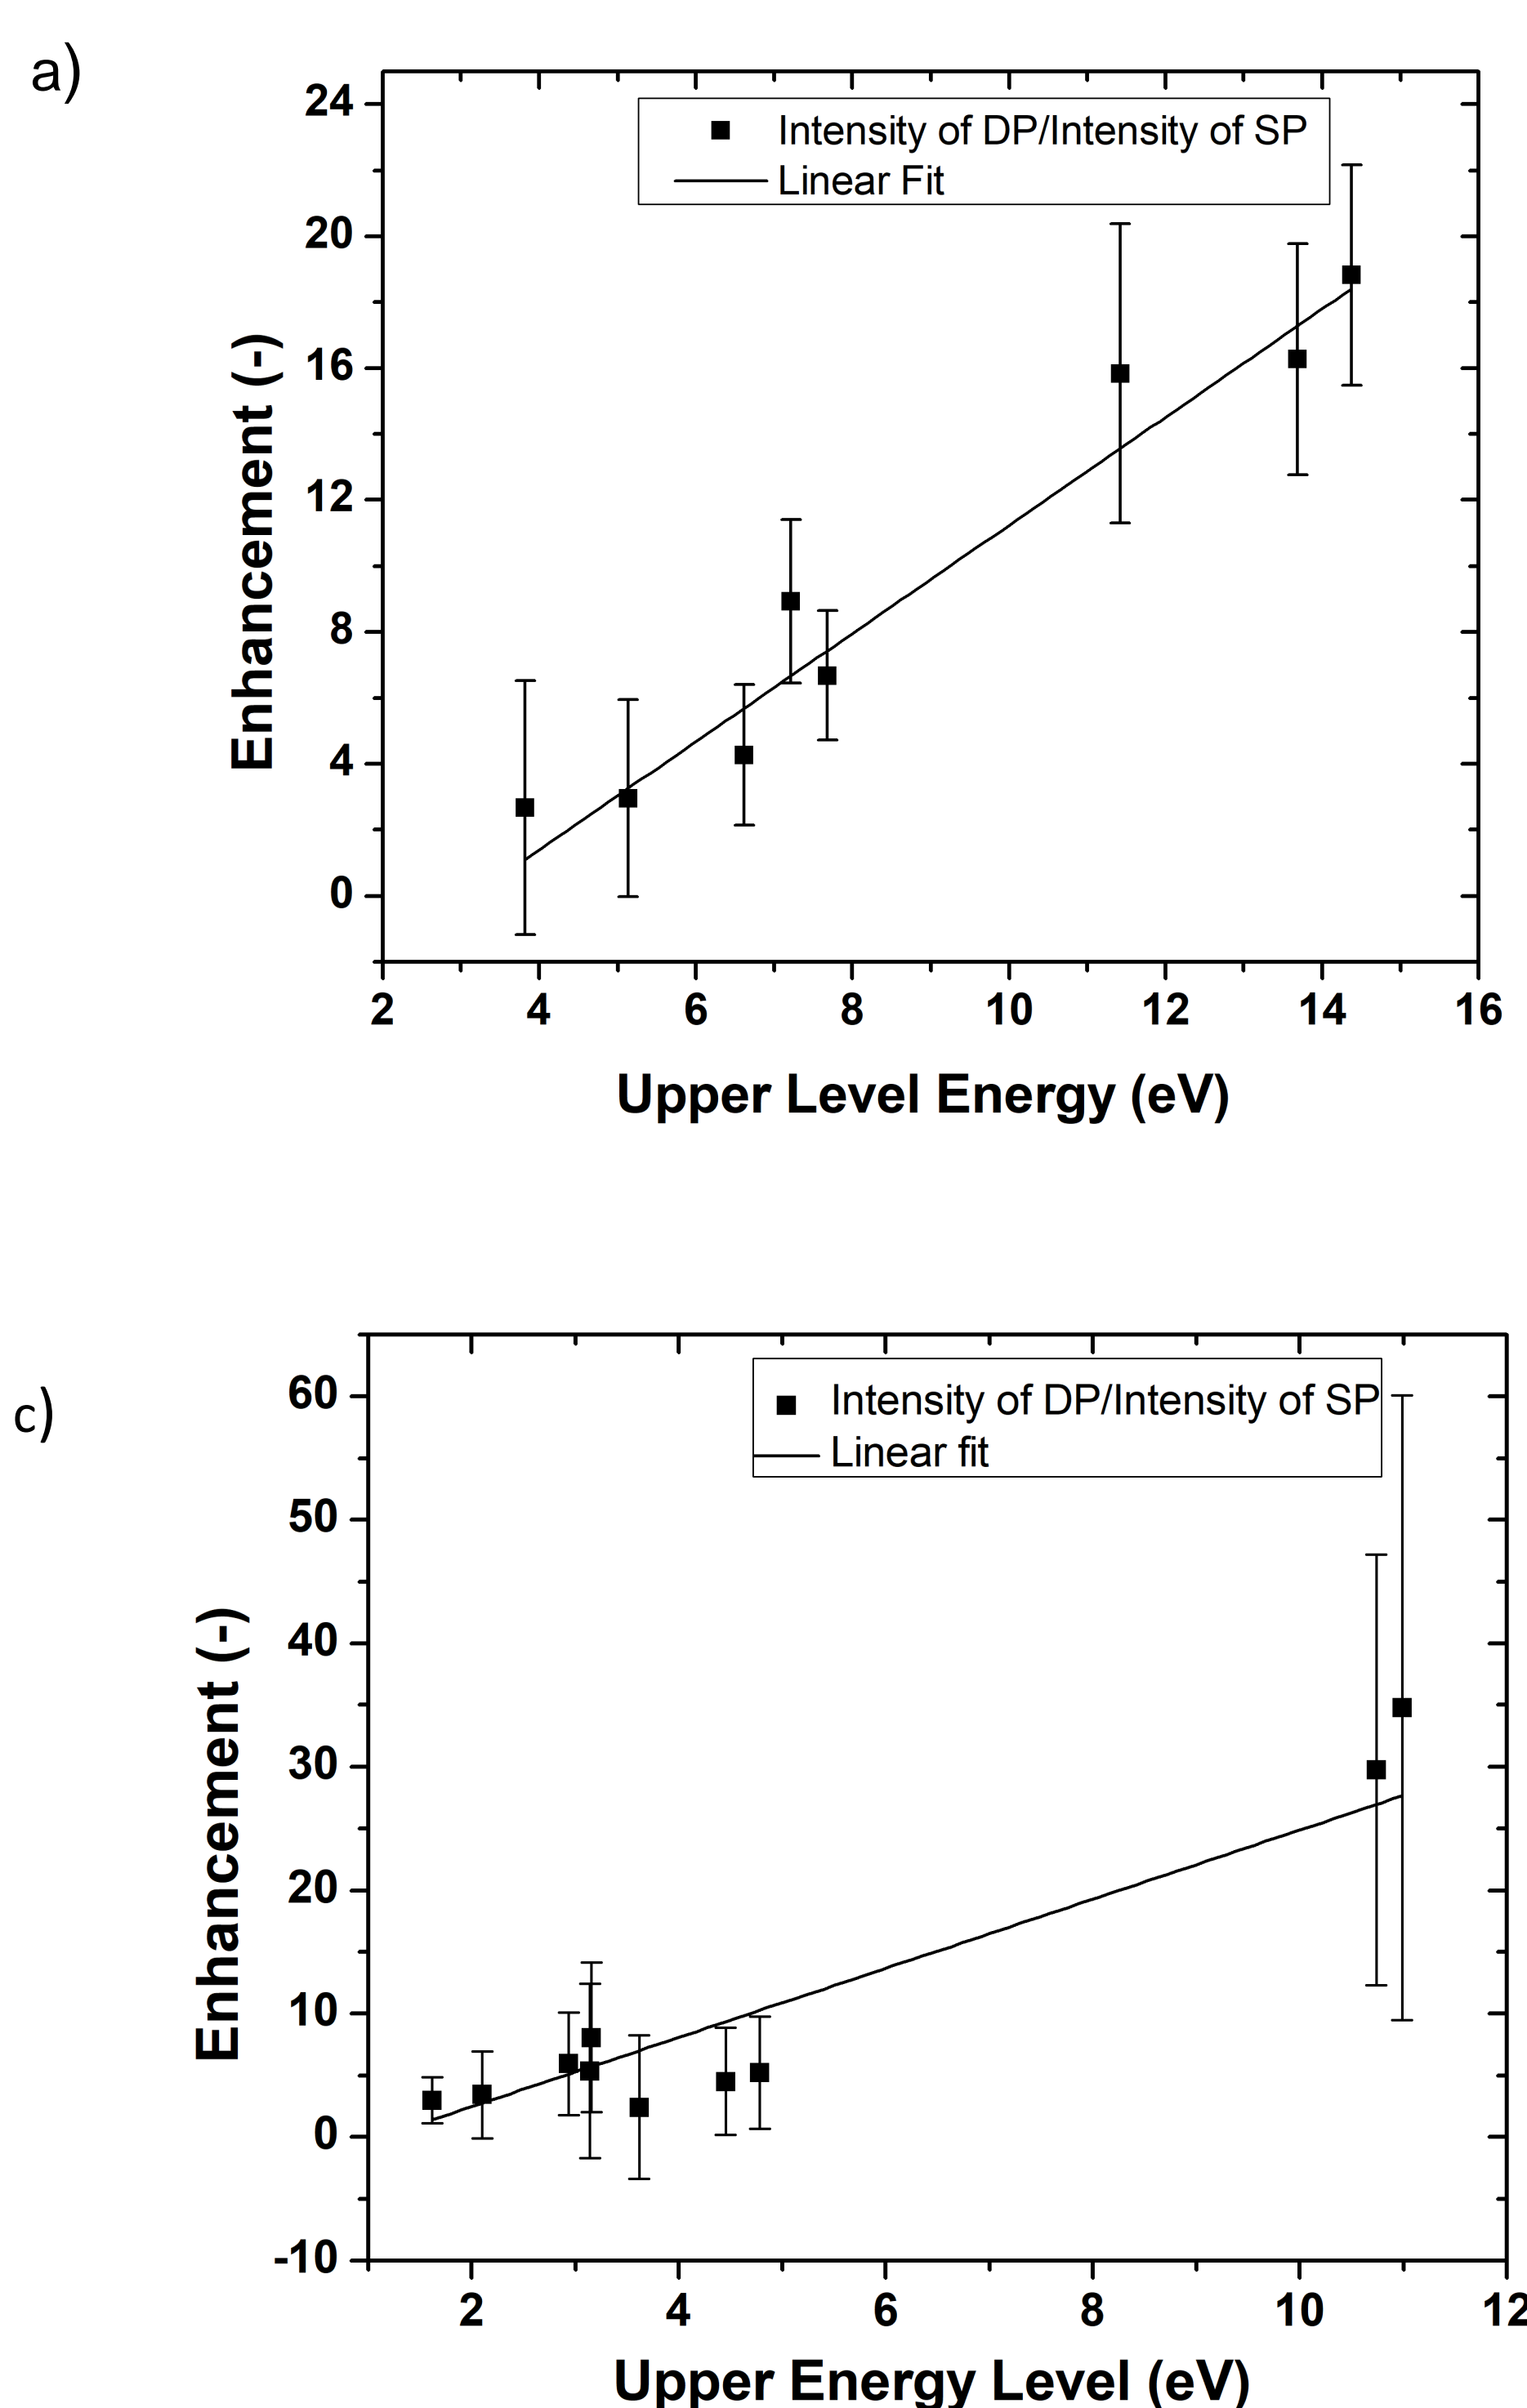 a)
24
20
16
12
8
4
0
Enhancement (-)
Intensity of DP/Intensity of SP
Linear Fit
2 4 6 8 10 12 14 16
Upper Level Energy (eV)
c)
60
50
40
30
20
10
0
-10
Enhancement (-)
Intensity of DP/Intensity of SP
Linear fit
2 4 6 8 10 12
Upper Energy Level (eV)